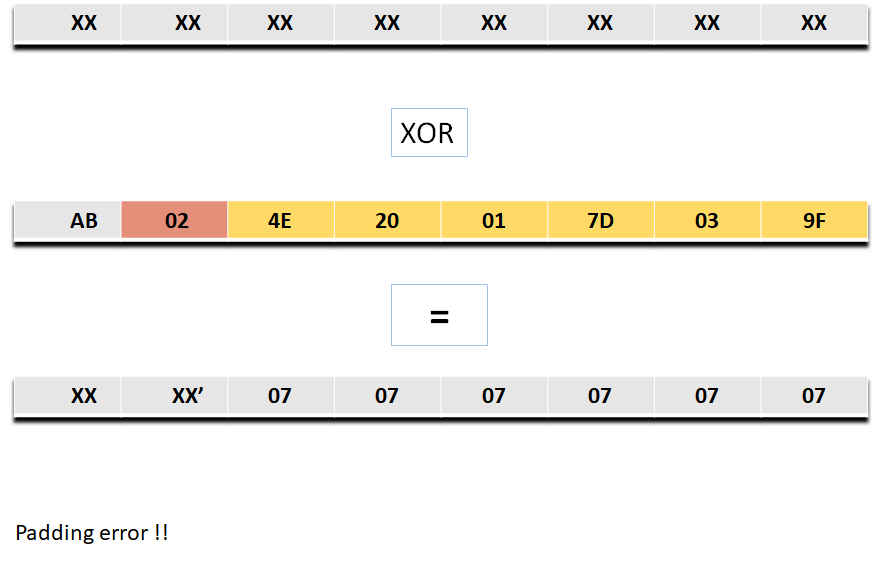 XX XX XX XX XX XX XX XX
XOR
AB 02 4E 20 01 7D 03 9F
=
XX XX’ 07 07 07 07 07 07
Padding error !!